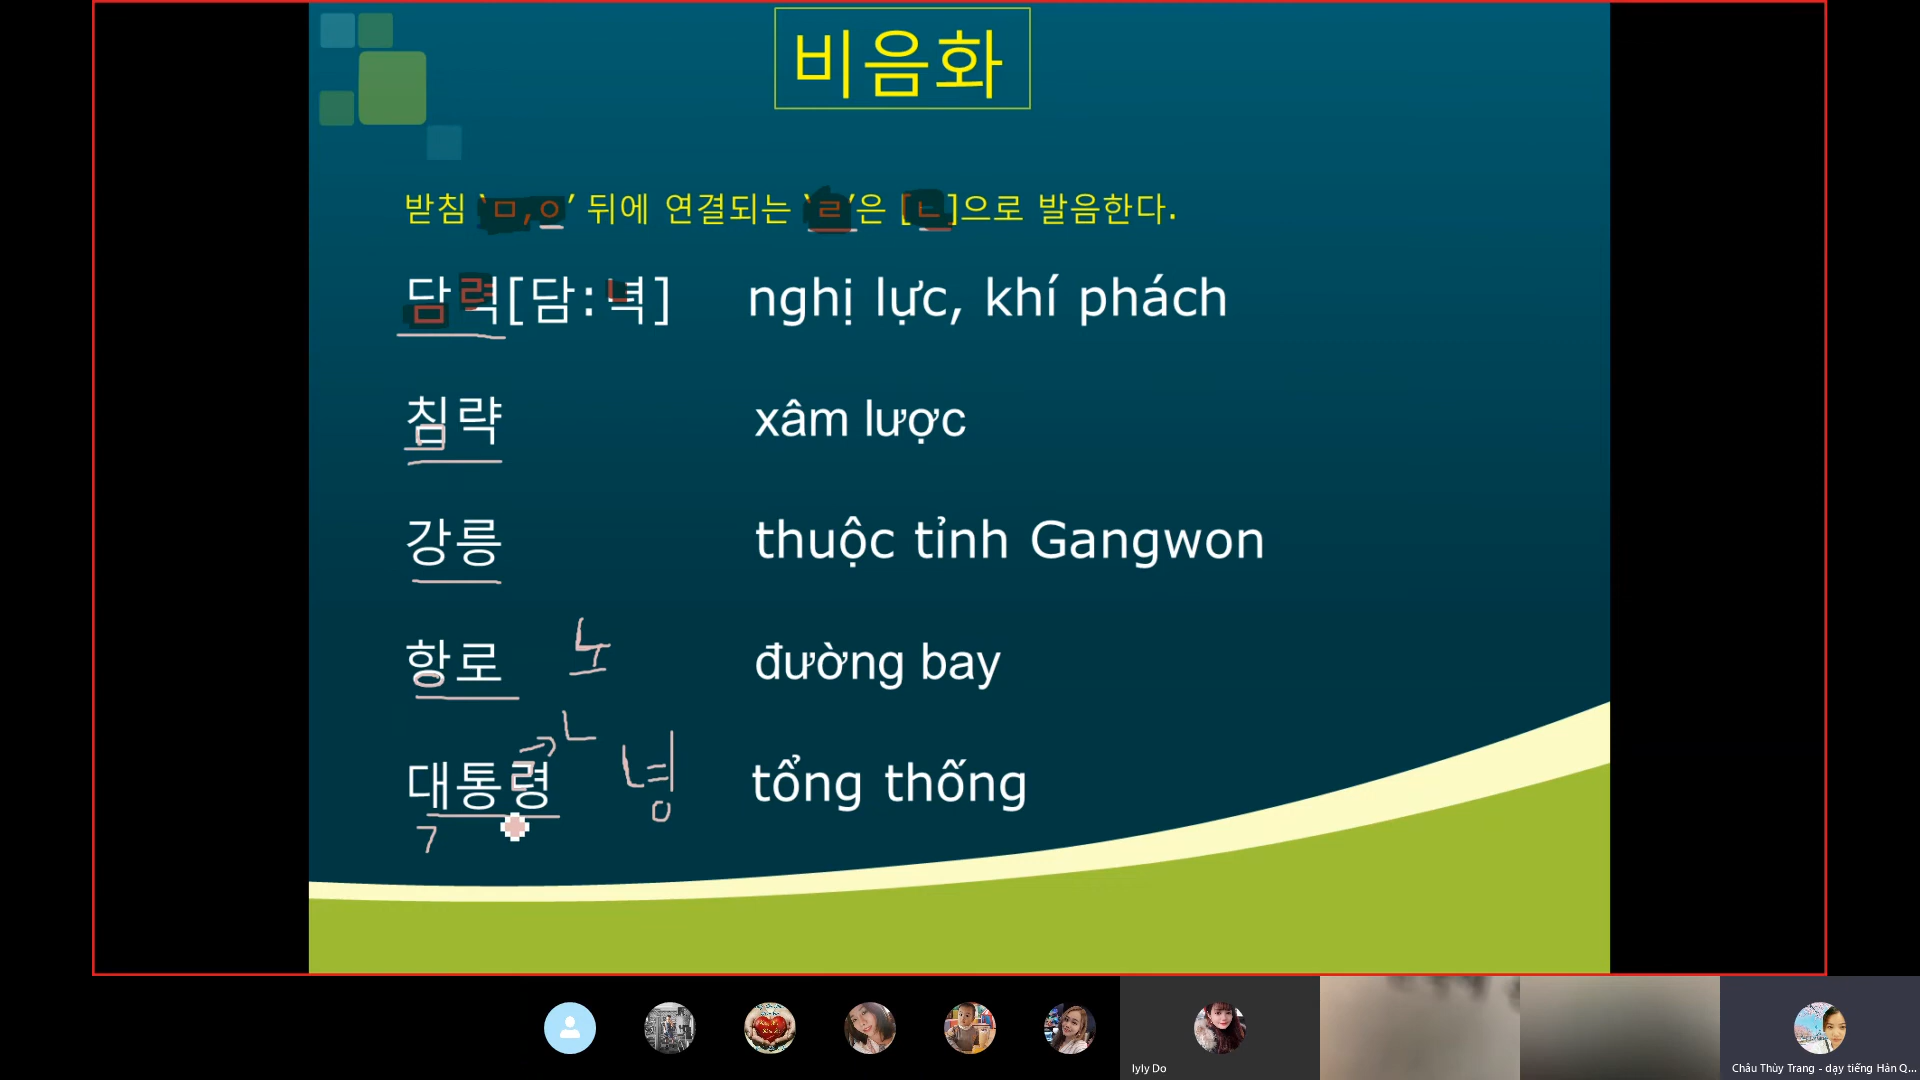 비음화
받침 ‘ㅁ,ㅇ’ 뒤에 연결되는 ‘ㄹ’은 [ㄴ]으로 발음한다.
담력[담:녁] nghị lực, khí phách
침략 xâm lược
강릉 thuộc tỉnh Gangwon
항로 노 đường bay
ㄴ
대통령 녕 tổng thống
lyly Do
Châu Thùy Trang - dạy tiếng Hàn Q...